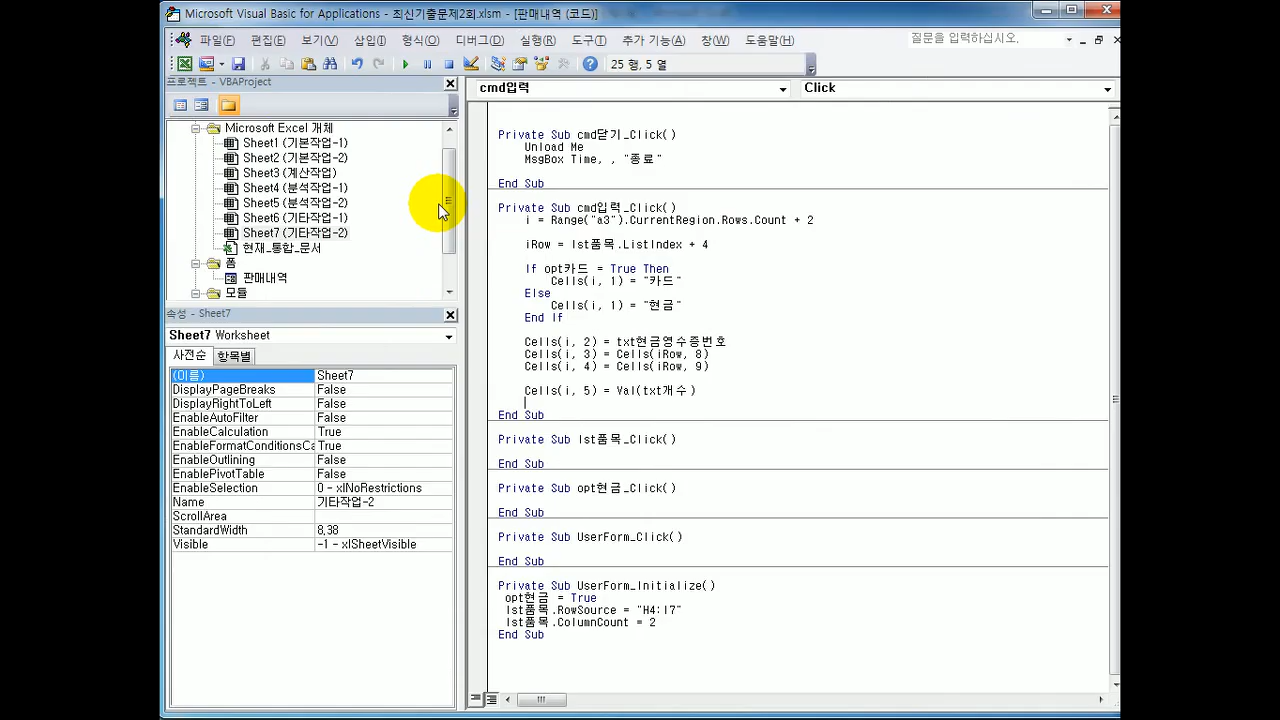 Microsoft Visual Basic for Applications - 최신기출문제2회.xlsm - [판매내역 (코드)]
파일(F) 편집(E) 보기(V) 삽입(I) 형식(O) 디버그(D) 실행(R) 도구(T) 추가 기능(A) 창(W) 도움말(H) 질문을 입력하십시오.
25 행, 5 열
프로젝트 - VBAProject
cmd입력 Click
Microsoft Excel 개체
Sheet1 (기본작업-1)
Sheet2 (기본작업-2)
Sheet3 (계산작업)
Sheet4 (분석작업-1)
Sheet5 (분석작업-2)
Sheet6 (기타작업-1)
Sheet7 (기타작업-2)
현재_통합_문서
폼
판매내역
모듈
속성 - Sheet7
Sheet7 Worksheet
사전순 항목별
(이름) Sheet7
DisplayPageBreaks False
DisplayRightToLeft False
EnableAutoFilter False
EnableCalculation True
EnableFormatConditionsCa True
EnableOutlining False
EnablePivotTable False
EnableSelection 0 - xlNoRestrictions
Name 기타작업-2
ScrollArea
StandardWidth 8,38
Visible -1 - xlSheetVisible
Private Sub cmd닫기_Click()
Unload Me
MsgBox Time, , "종료"
End Sub
Private Sub cmd입력_Click()
i = Range("a3").CurrentRegion.Rows.Count + 2
iRow = lst품목.ListIndex + 4
If opt카드 = True Then
Cells(i, 1) = "카드"
Else
Cells(i, 1) = "현금"
End If
Cells(i, 2) = txt현금영수증번호
Cells(i, 3) = Cells(iRow, 8)
Cells(i, 4) = Cells(iRow, 9)
Cells(i, 5) = Val(txt개수)
End Sub
Private Sub lst품목_Click()
End Sub
Private Sub opt현금_Click()
End Sub
Private Sub UserForm_Click()
End Sub
Private Sub UserForm_Initialize()
opt현금 = True
lst품목.RowSource = "H4:I7"
lst품목.ColumnCount = 2
End Sub